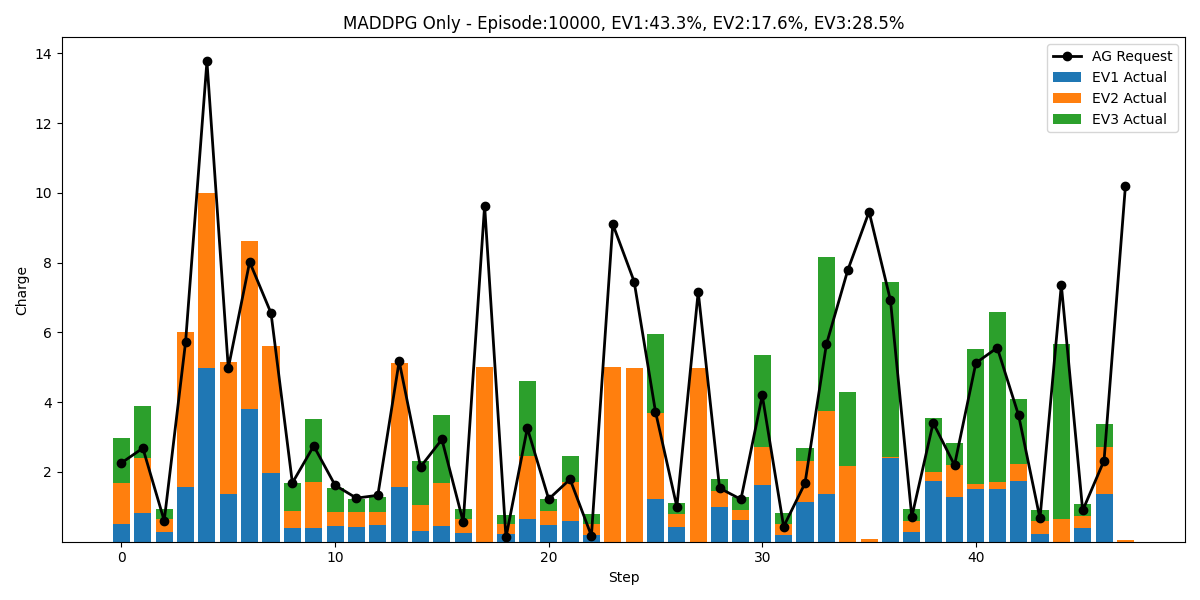 MADDPG Only - Episode:10000, EV1:43.3%, EV2:17.6%, EV3:28.5%
14
12
10
8
6
4
2
Charge
0
10
20
30
40
Step
AG Request
EV1 Actual
EV2 Actual
EV3 Actual